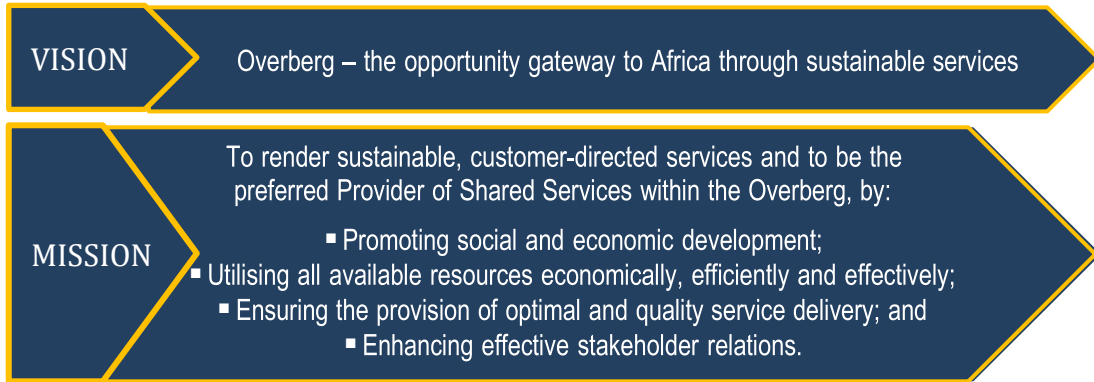 VISION
Overberg – the opportunity gateway to Africa through sustainable services
MISSION
To render sustainable, customer-directed services and to be the
preferred Provider of Shared Services within the Overberg, by:
▪ Promoting social and economic development;
▪ Utilising all available resources economically, efficiently and effectively;
▪ Ensuring the provision of optimal and quality service delivery; and
▪ Enhancing effective stakeholder relations.